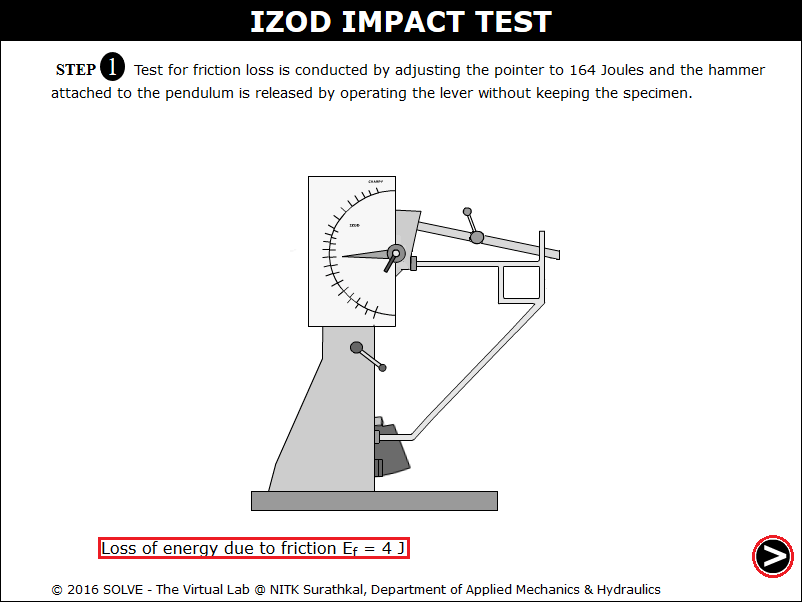 IZOD IMPACT TEST
STEP 1 Test for friction loss is conducted by adjusting the pointer to 164 Joules and the hammer
attached to the pendulum is released by operating the lever without keeping the specimen.
CHARPY
IZOD
Loss of energy due to friction Ef = 4 J
>
© 2016 SOLVE - The Virtual Lab @ NITK Surathkal, Department of Applied Mechanics & Hydraulics